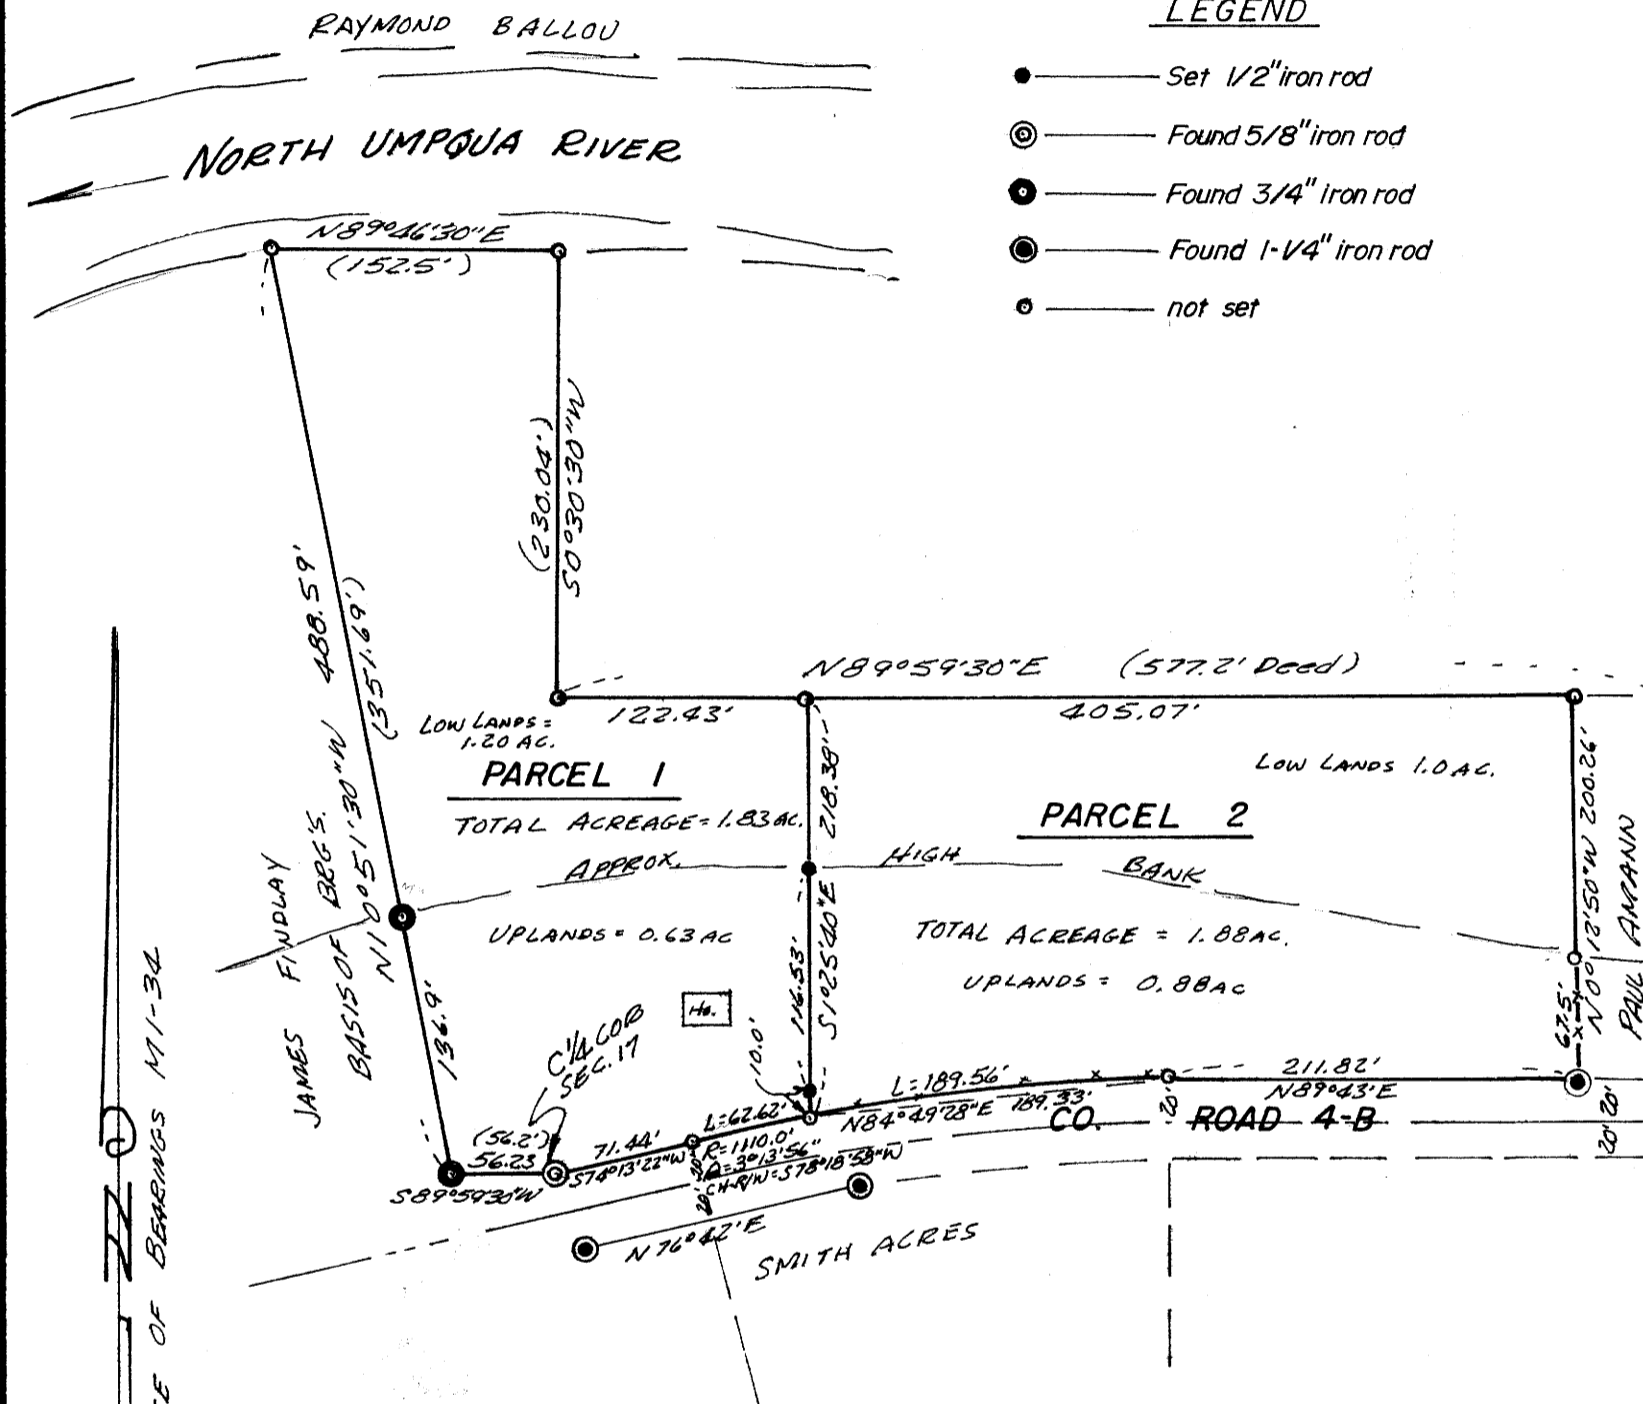 RAYMOND BALLOU
LEGEND
Set 1/2" iron rod
Found 5/8" iron rod
Found 3/4" iron rod
Found 1-1/4" iron rod
not set
NORTH UMPQUA RIVER
N89°46'30"E
(152.5')
(230.04')
S0°30'30"W
488.59'
(351.69')
N10°51'30"W
BASIS OF BRG'S.
JAMES FINDLAY
136.9'
N89°59'30"E (577.2' Deed)
122.43'
405.07'
LOW LANDS =
1.20 AC.
PARCEL 1
TOTAL ACREAGE = 1.83 AC.
218.38'
LOW LANDS 1.0 AC.
PARCEL 2
N0°12'50"W 200.26'
PAUL AMANN
APPROX. HIGH BANK
UPLANDS = 0.63 AC
116.53'
S1°25'40"E
TOTAL ACREAGE = 1.88 AC.
UPLANDS = 0.88 AC
67.5'
Ho.
10.0'
C 1/4 COR
SEC. 17
(56.2')
56.23
S89°59'30"W
71.44'
S74°13'22"W
L=62.62'
R=1110.0'
Δ=3°13'56"
CH-R/W=S78°18'58"W
L=189.56'
N84°49'28"E 189.33'
211.82'
N89°43'E
CO. ROAD 4-B
20'
20'
20'
20'
20'
N76°42'E
SMITH ACRES
N
OF BEARINGS M1-34